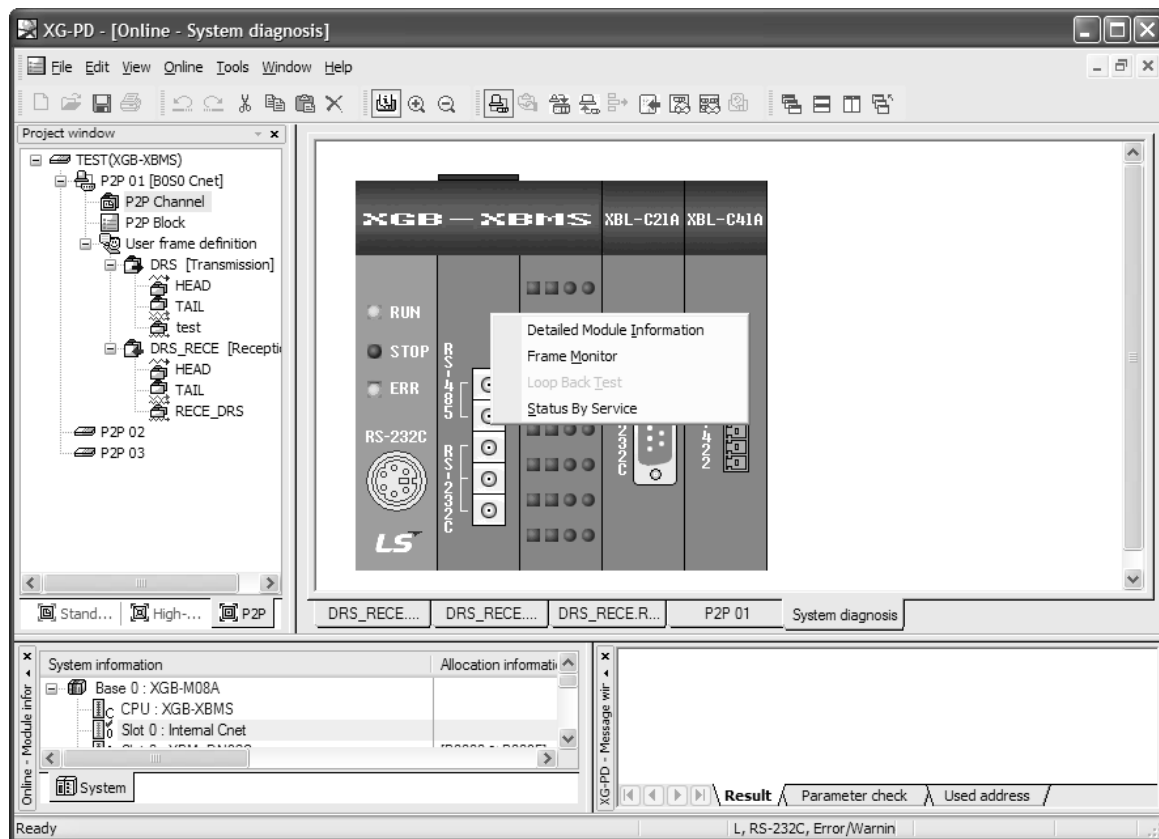 XG-PD - [Online - System diagnosis]
File Edit View Online Tools Window Help
Project window
TEST(XGB-XBMS)
P2P 01 [B0S0 Cnet]
P2P Channel
P2P Block
User frame definition
DRS [Transmission]
HEAD
TAIL
test
DRS_RECE [Recepti
HEAD
TAIL
RECE_DRS
P2P 02
P2P 03
Stand... High-... P2P
XGB-XBMS XBL-C21A XBL-C41A
RUN
STOP
ERR
RS-232C
LS
RS-485
RS-232C
232C
422
Detailed Module Information
Frame Monitor
Loop Back Test
Status By Service
DRS_RECE.... DRS_RECE.... DRS_RECE.R... P2P 01 System diagnosis
Online - Module infor
System information Allocation informati
Base 0 : XGB-M08A
CPU : XGB-XBMS
Slot 0 : Internal Cnet
System
XG-PD - Message wir
Result Parameter check Used address
Ready L, RS-232C, Error/Warnin